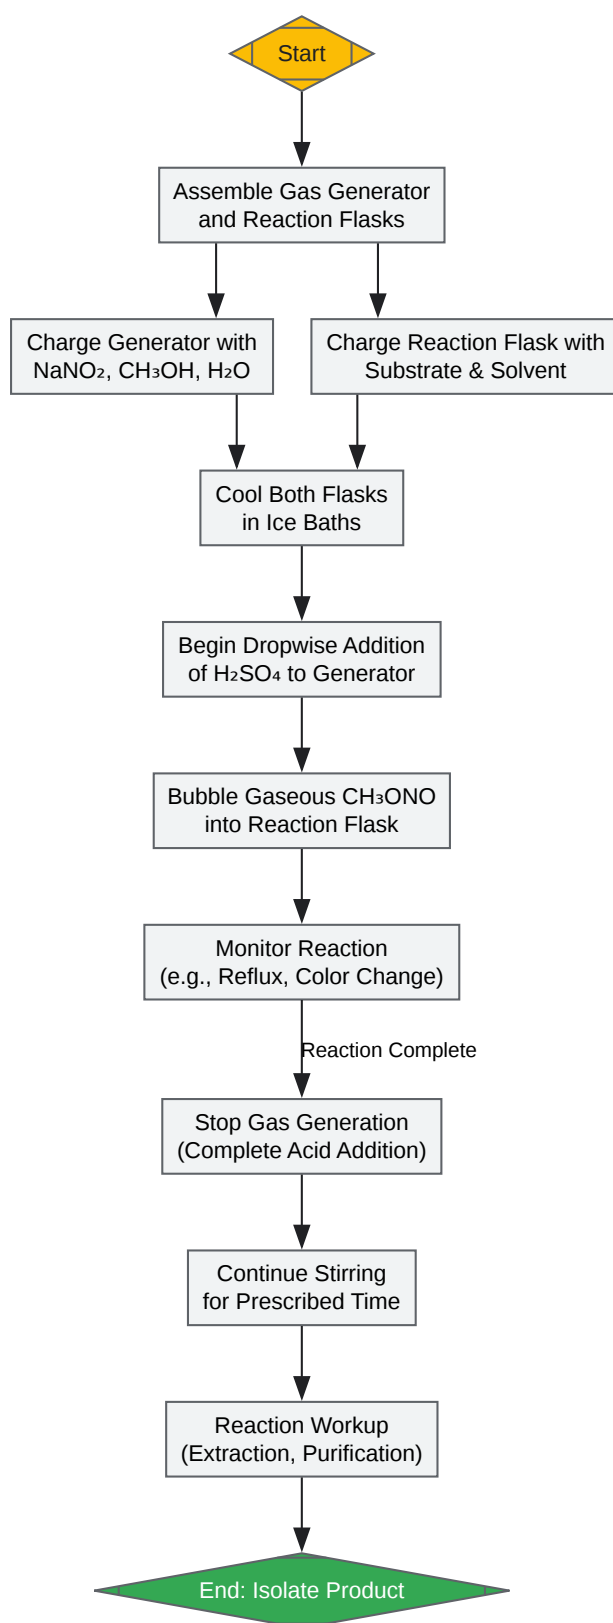 Start
Assemble Gas Generator
and Reaction Flasks
Charge Generator with
NaNO₂, CH₃OH, H₂O
Charge Reaction Flask with
Substrate & Solvent
Cool Both Flasks
in Ice Baths
Begin Dropwise Addition
of H₂SO₄ to Generator
Bubble Gaseous CH₃ONO
into Reaction Flask
Monitor Reaction
(e.g., Reflux, Color Change)
Reaction Complete
Stop Gas Generation
(Complete Acid Addition)
Continue Stirring
for Prescribed Time
Reaction Workup
(Extraction, Purification)
End: Isolate Product